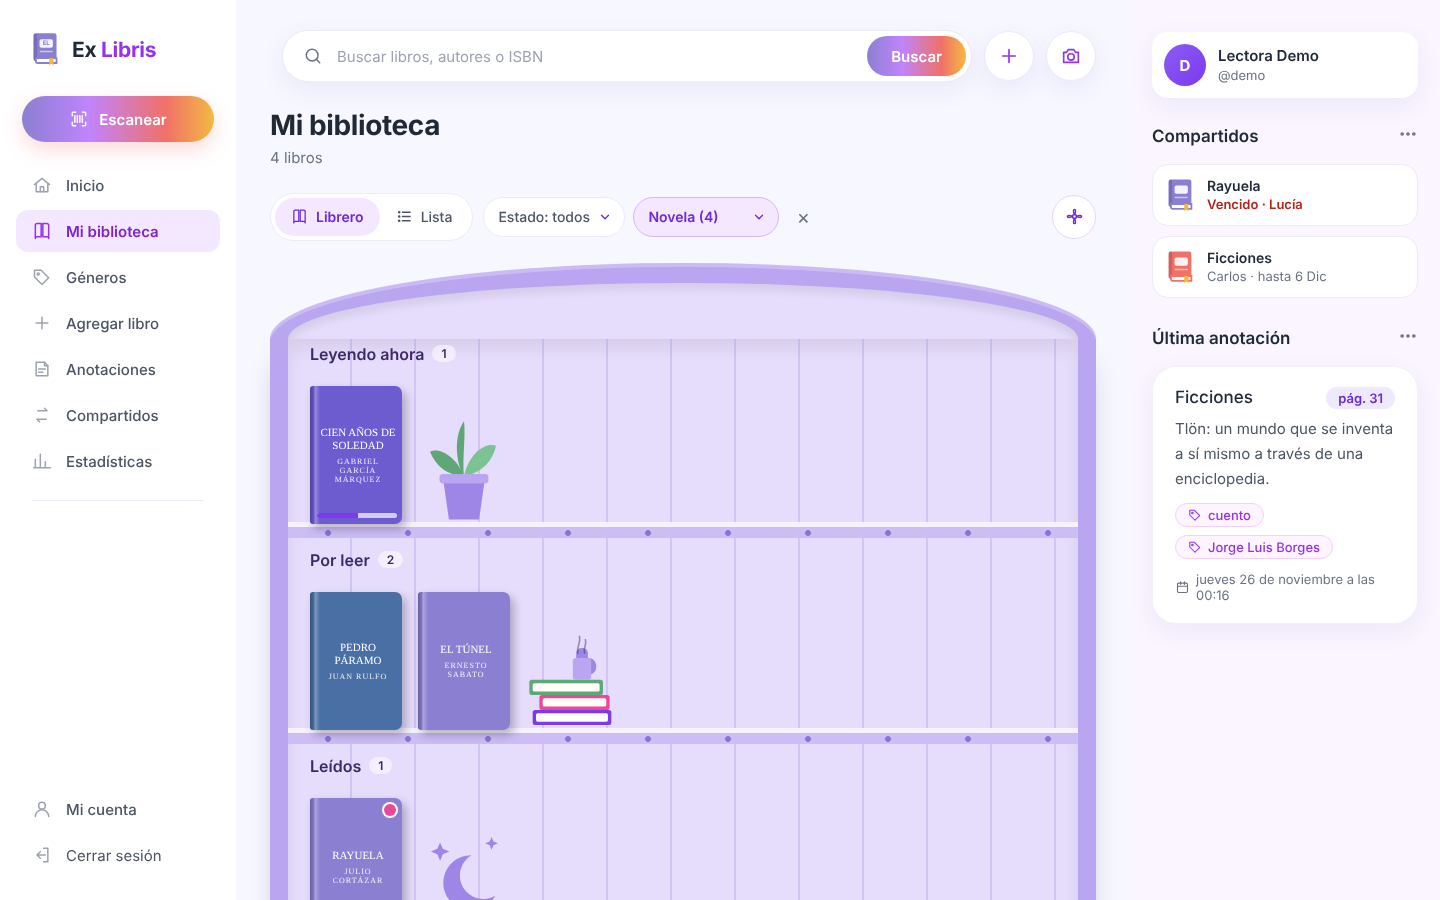 EL
Ex Libris
Escanear
Inicio
Mi biblioteca
Géneros
Agregar libro
Anotaciones
Compartidos
Estadísticas
Mi cuenta
Cerrar sesión
Buscar libros, autores o ISBN
Buscar
Mi biblioteca
4 libros
Librero
Lista
Estado: todos
Novela (4)
Leyendo ahora 1
CIEN AÑOS DE
SOLEDAD
GABRIEL
GARCÍA
MÁRQUEZ
Por leer 2
PEDRO
PÁRAMO
JUAN RULFO
EL TÚNEL
ERNESTO
SABATO
Leídos 1
RAYUELA
JULIO
CORTÁZAR
D
Lectora Demo
@demo
Compartidos
Rayuela
Vencido · Lucía
Ficciones
Carlos · hasta 6 Dic
Última anotación
Ficciones
pág. 31
Tlön: un mundo que se inventa
a sí mismo a través de una
enciclopedia.
cuento
Jorge Luis Borges
jueves 26 de noviembre a las
00:16